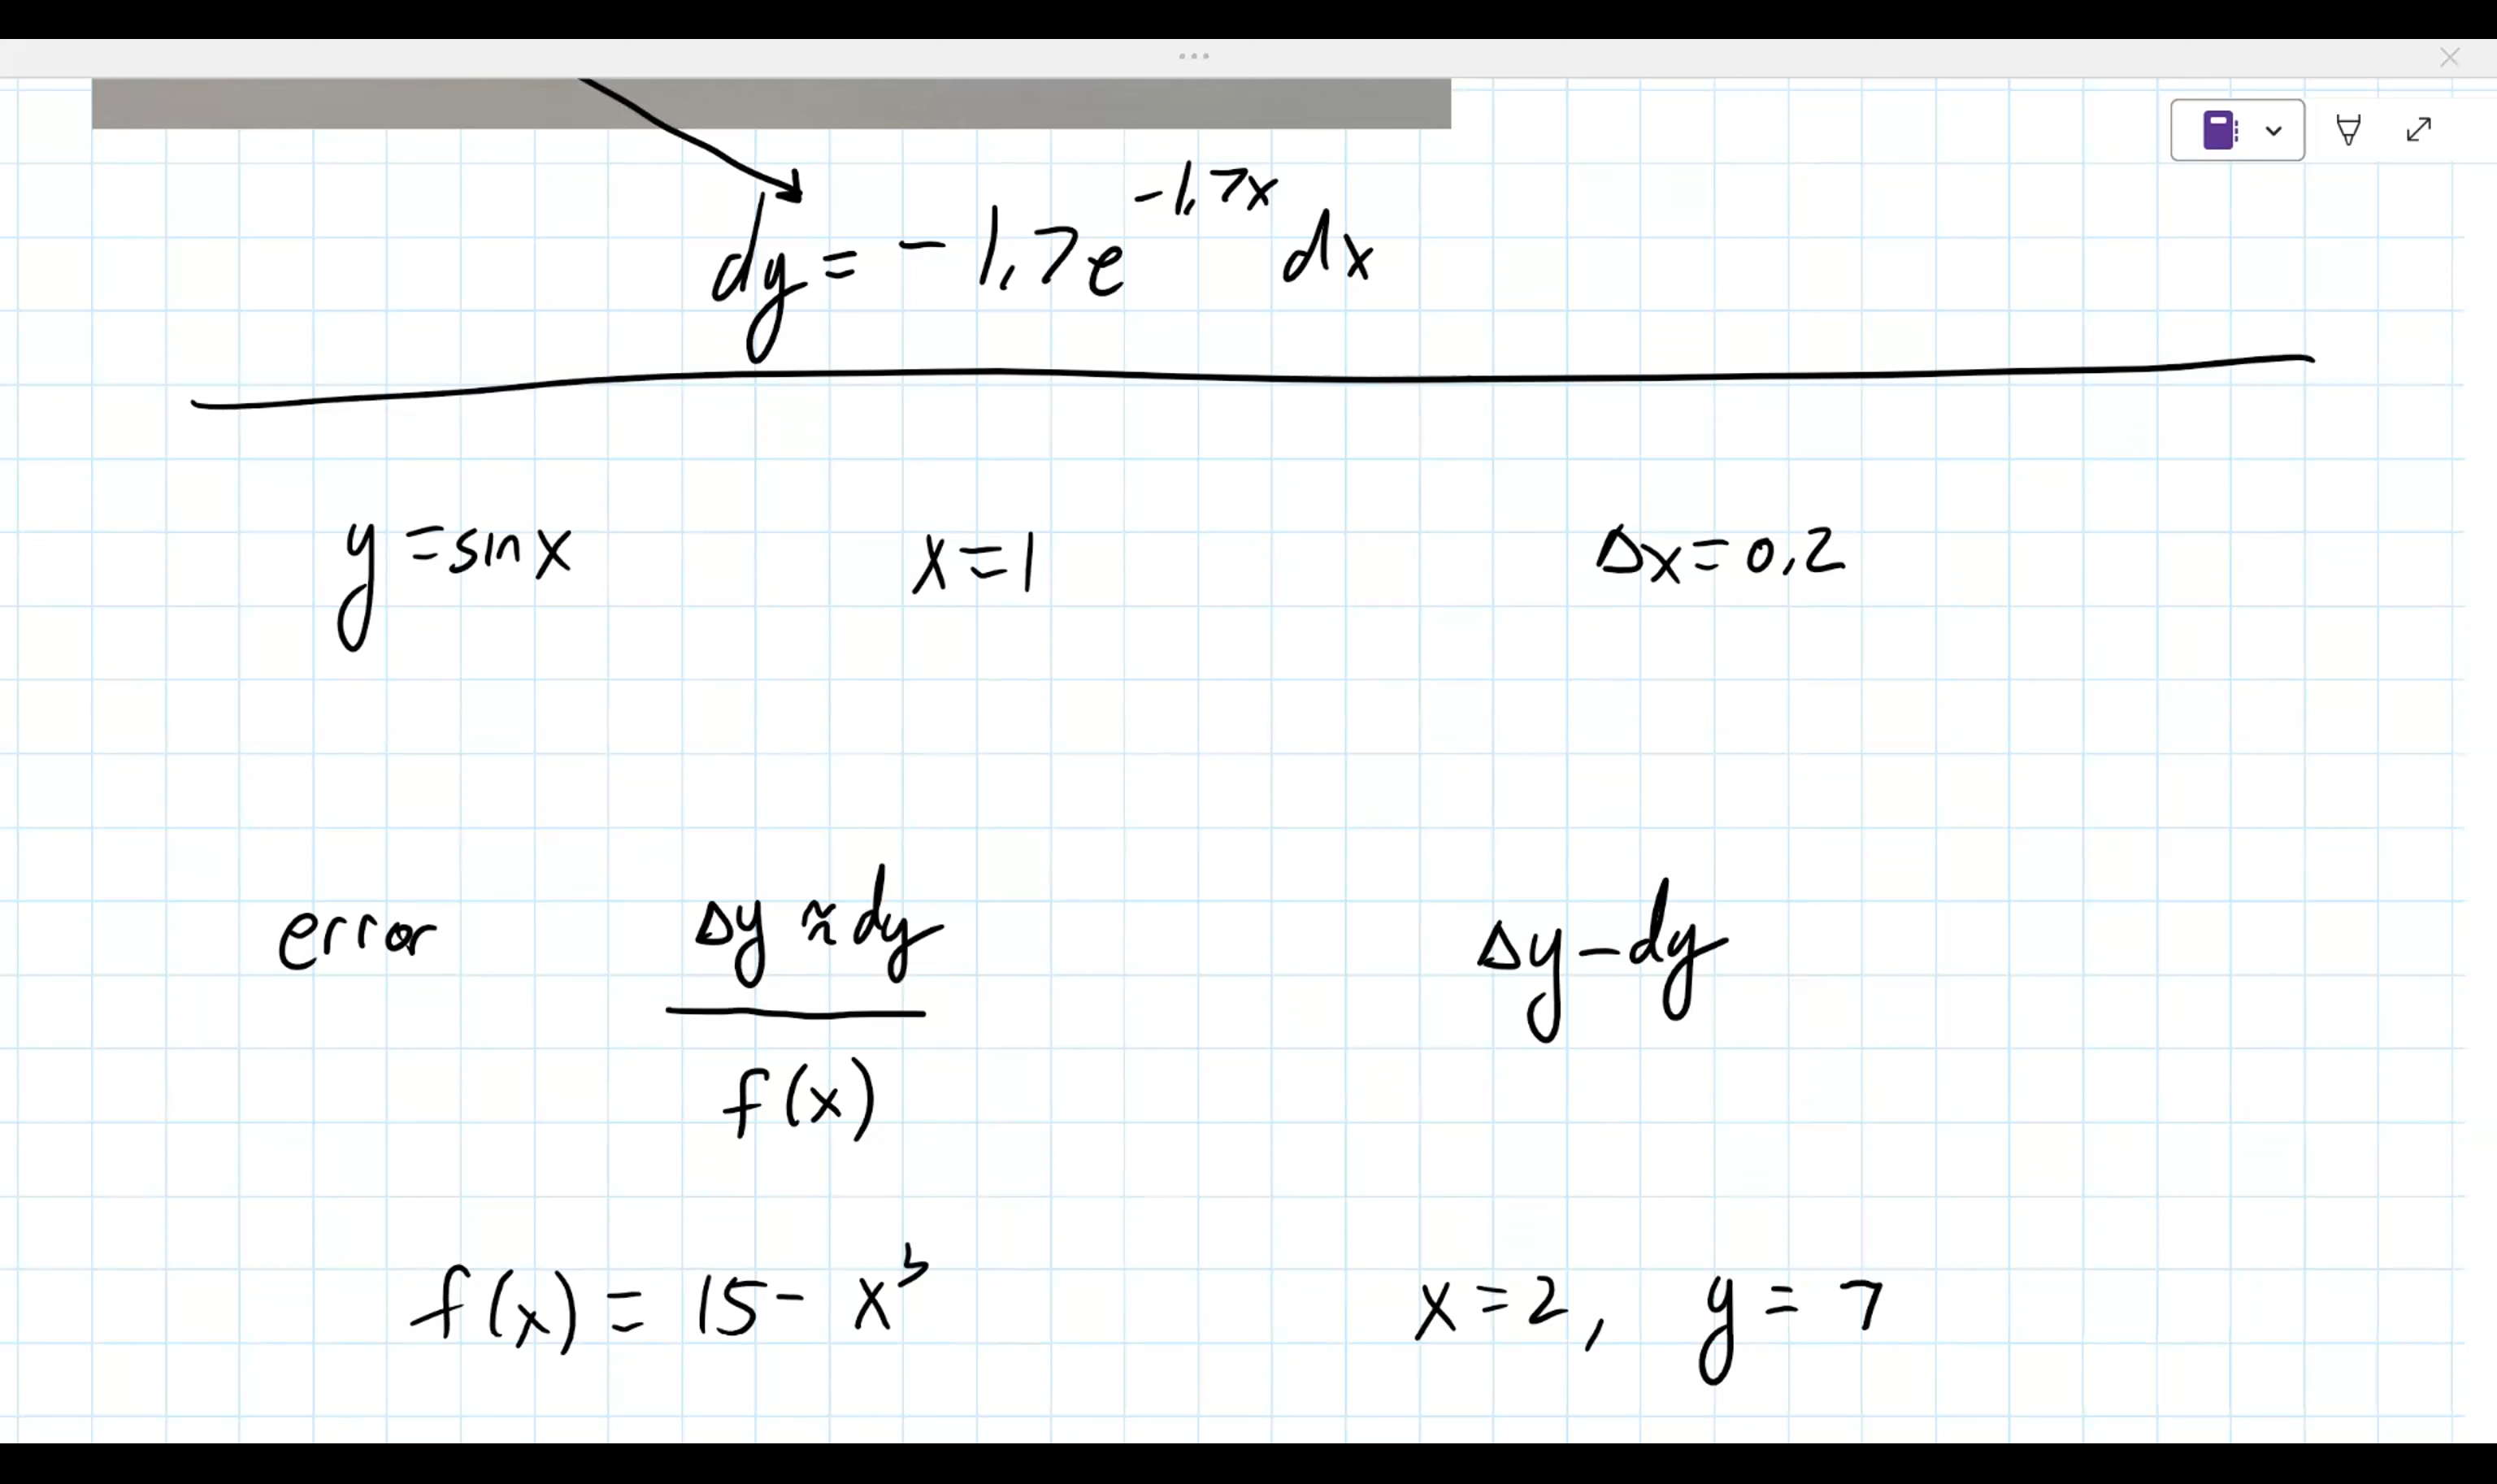 dy = - 1,7e^{-1,7x} dx
y = sin x x = 1 Δx = 0,2
error Δy ≈ dy Δy - dy
f(x)
f(x) = 15 - x³ x = 2, y = 7